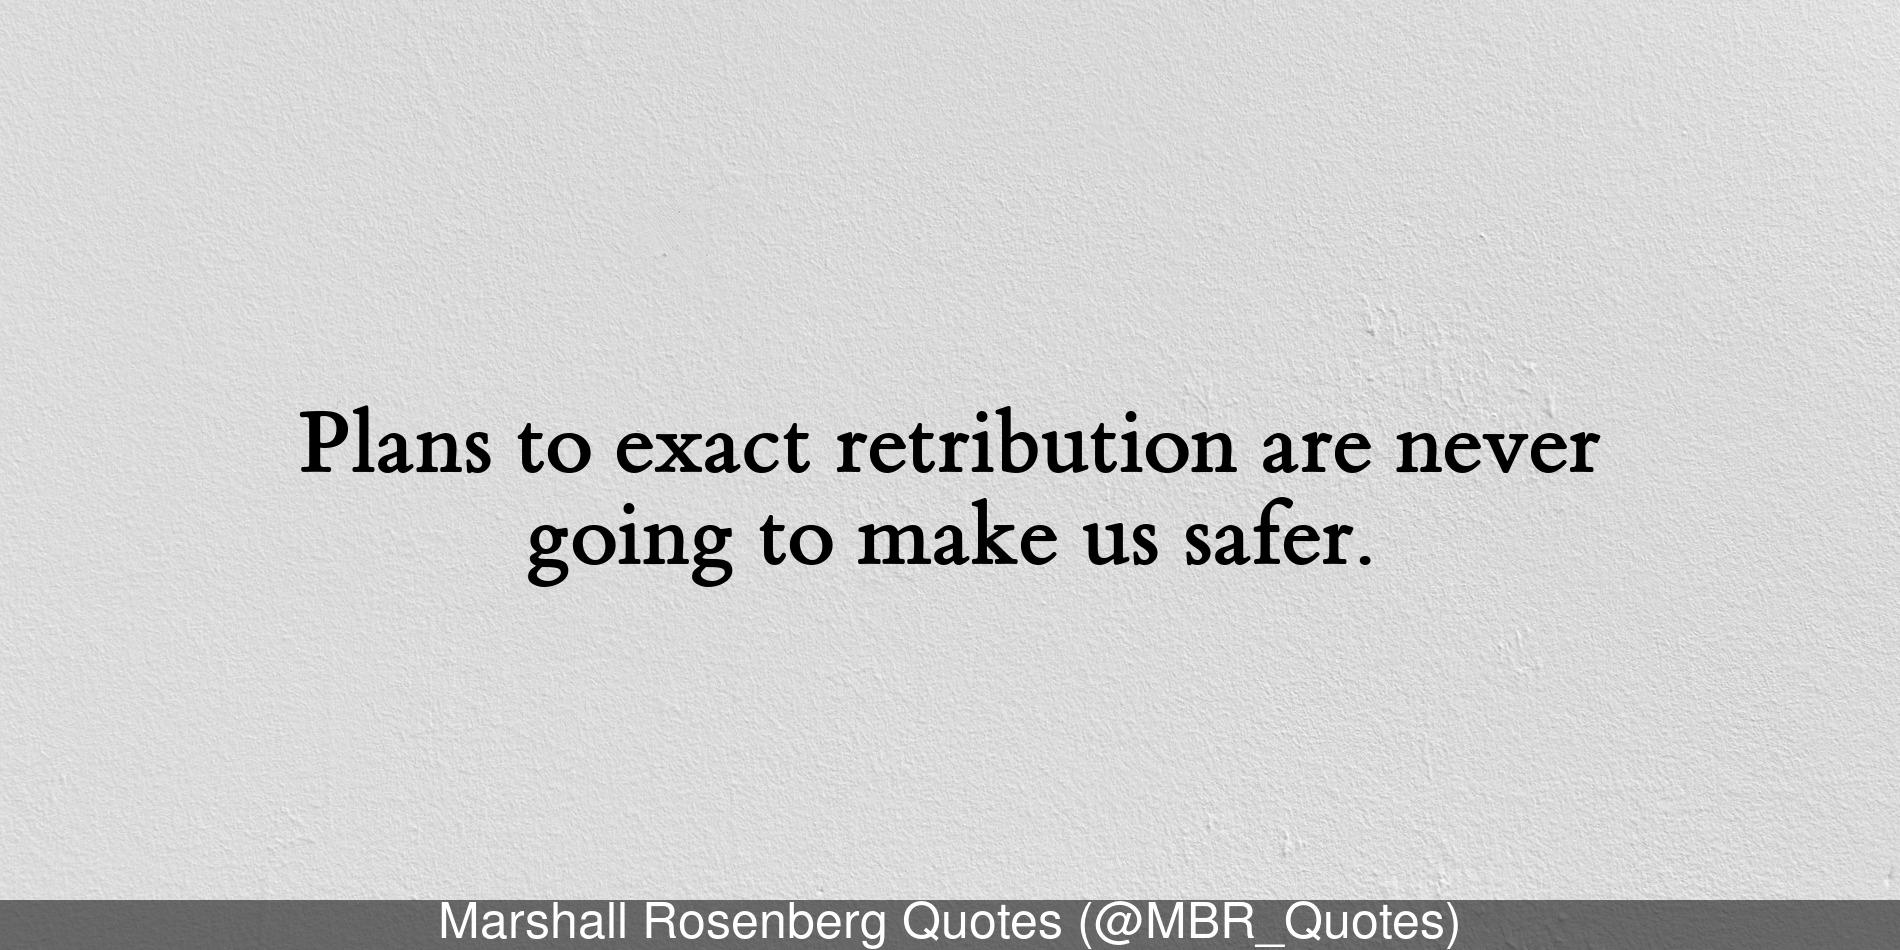 Plans to exact retribution are never
going to make us safer.
Marshall Rosenberg Quotes (@MBR_Quotes)